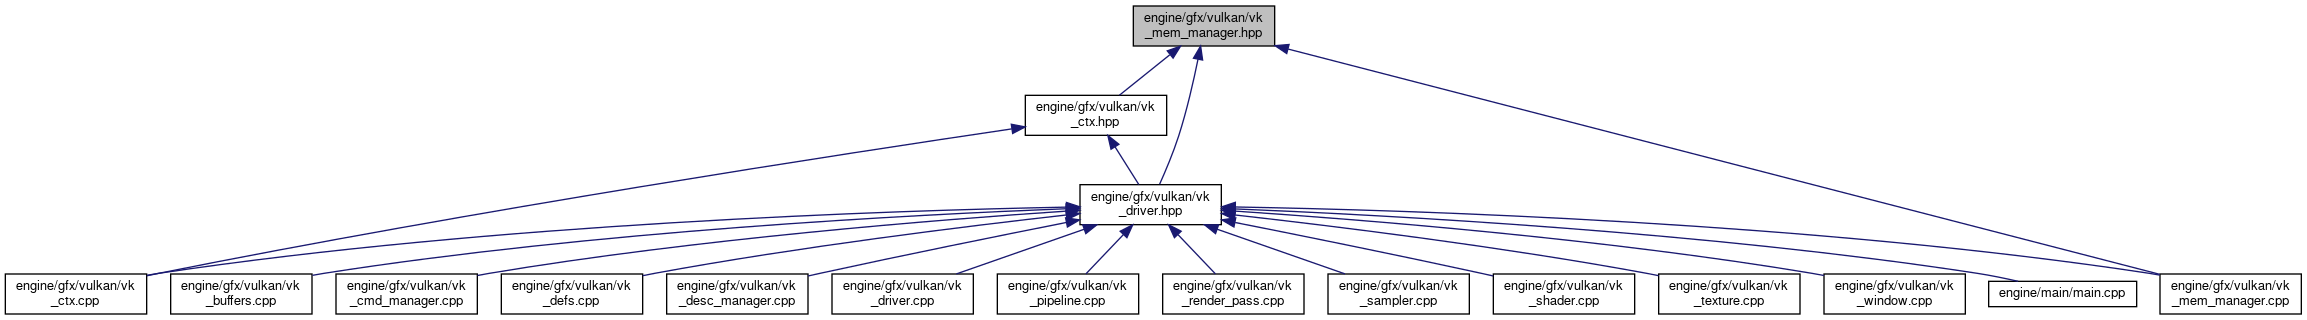 engine/gfx/vulkan/vk
_mem_manager.hpp
engine/gfx/vulkan/vk
_ctx.hpp
engine/gfx/vulkan/vk
_driver.hpp
engine/gfx/vulkan/vk
_ctx.cpp
engine/gfx/vulkan/vk
_buffers.cpp
engine/gfx/vulkan/vk
_cmd_manager.cpp
engine/gfx/vulkan/vk
_defs.cpp
engine/gfx/vulkan/vk
_desc_manager.cpp
engine/gfx/vulkan/vk
_driver.cpp
engine/gfx/vulkan/vk
_pipeline.cpp
engine/gfx/vulkan/vk
_render_pass.cpp
engine/gfx/vulkan/vk
_sampler.cpp
engine/gfx/vulkan/vk
_shader.cpp
engine/gfx/vulkan/vk
_texture.cpp
engine/gfx/vulkan/vk
_window.cpp
engine/main/main.cpp
engine/gfx/vulkan/vk
_mem_manager.cpp